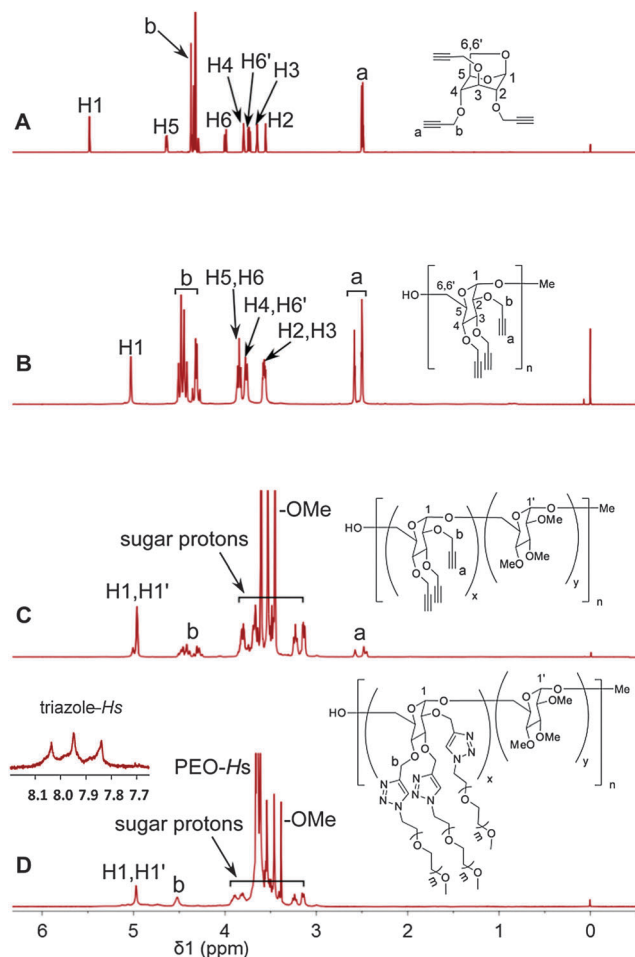 b
H6'
H4
H3
H1
H5
H6
H2
a
A
6,6'
O
O
5
O
1
4
3
2
O
O
a
b
b
H5,H6
H4,H6'
a
H2,H3
H1
B
6,6'
1
O
Me
HO
O
5
2
O
b
4
3
O
O
a
n
-OMe
sugar protons
H1,H1'
b
a
C
1
1'
HO
O
O
O
O
Me
O
b
OMe
O
O
a
MeO
MeO
x
y
n
triazole-Hs
8.1 8.0 7.9 7.8 7.7
PEO-Hs
-OMe
sugar protons
H1,H1'
b
D
1
1'
HO
O
O
O
O
Me
O
OMe
b
O
O
N
N
N
MeO
MeO
x
y
n
N
N
N
N
N
N
O
O
O
m
m
m
O
O
O
6 5 4 3 2 1 0
δ1 (ppm)